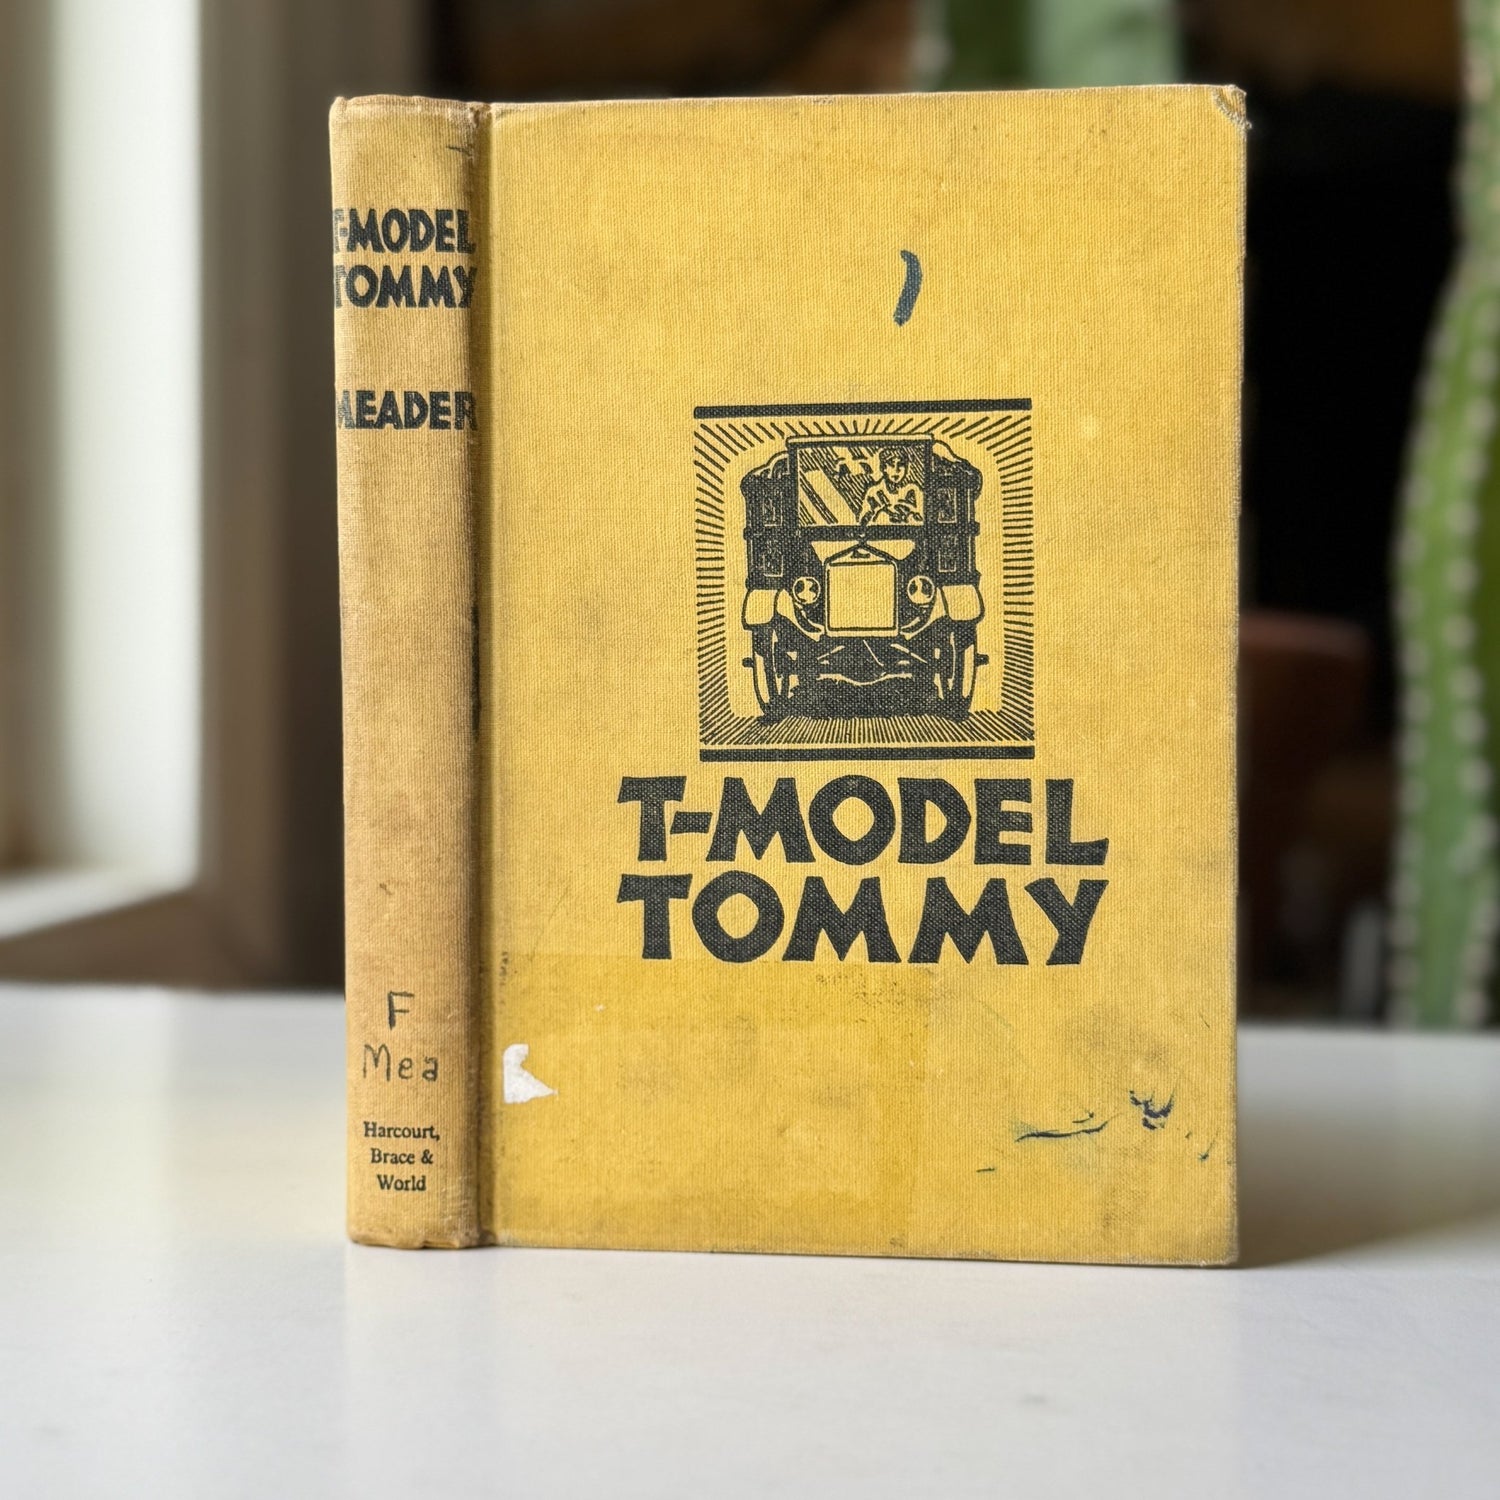 T-MODEL
TOMMY
MEADER
F
Mea
Harcourt,
Brace &
World
T-MODEL
TOMMY